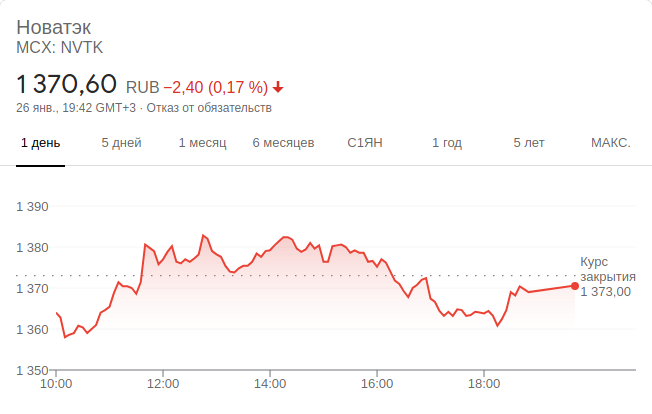 Новатэк
MCX: NVTK
1 370,60 RUB −2,40 (0,17 %)
26 янв., 19:42 GMT+3 · Отказ от обязательств
1 день 5 дней 1 месяц 6 месяцев С1ЯН 1 год 5 лет МАКС.
1 390
1 380
Курс
закрытия
1 370
1 373,00
1 360
1 350
10:00 12:00 14:00 16:00 18:00